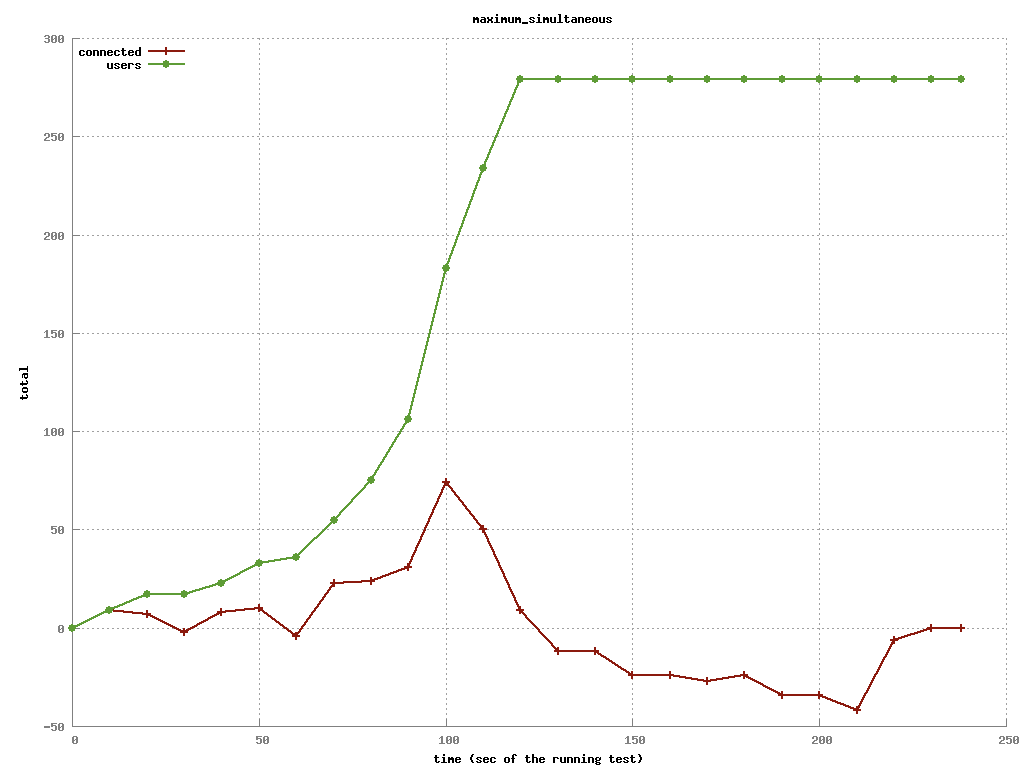 maximum_simultaneous
connected
users
300
250
200
150
100
50
0
-50
total
0 50 100 150 200 250
time (sec of the running test)